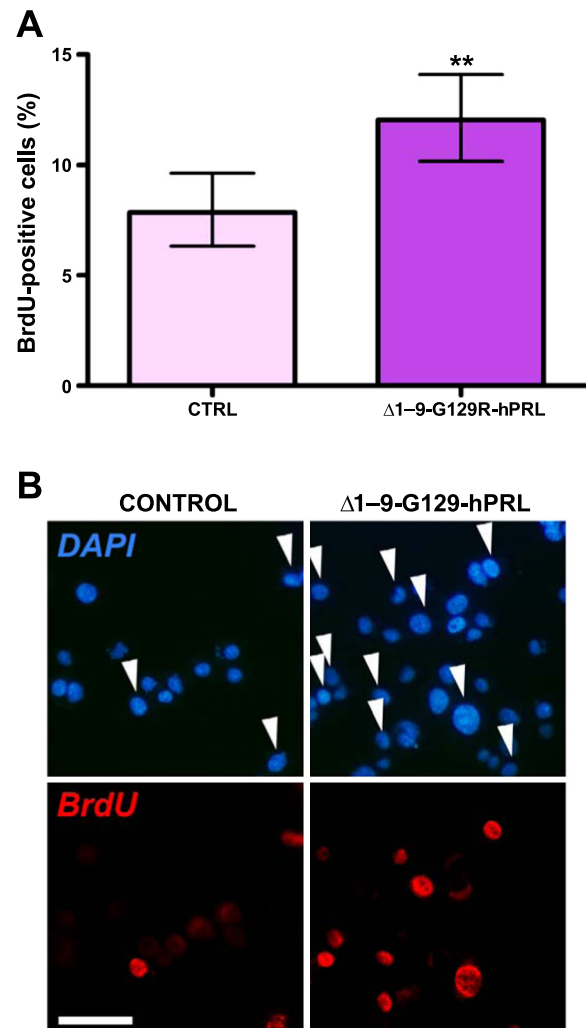 A
BrdU-positive cells (%)
15
**
10
5
0
CTRL
Δ1–9-G129R-hPRL
B
CONTROL
Δ1–9-G129-hPRL
DAPI
BrdU